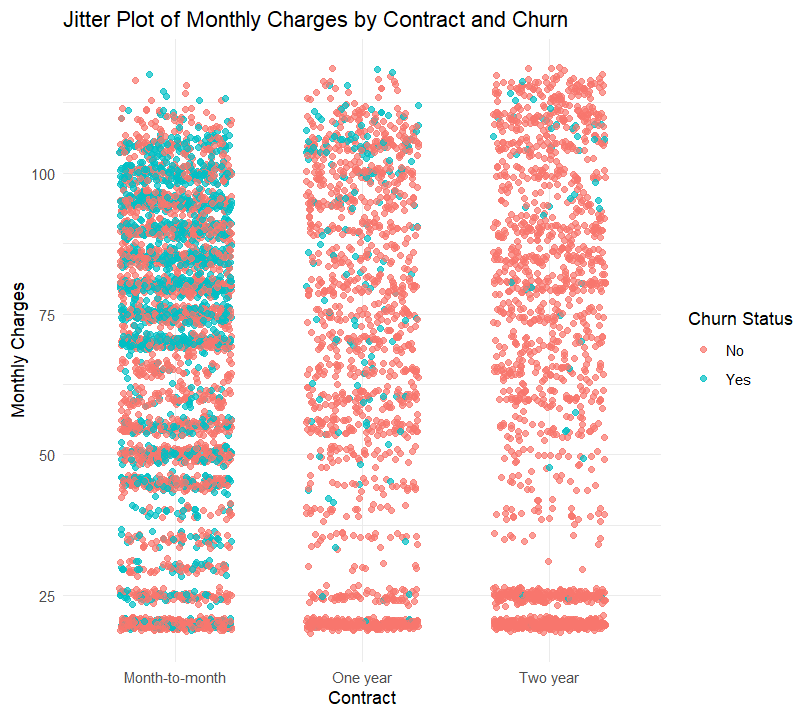 Jitter Plot of Monthly Charges by Contract and Churn
Monthly Charges
100
75
50
25
Month-to-month
One year
Two year
Contract
Churn Status
No
Yes